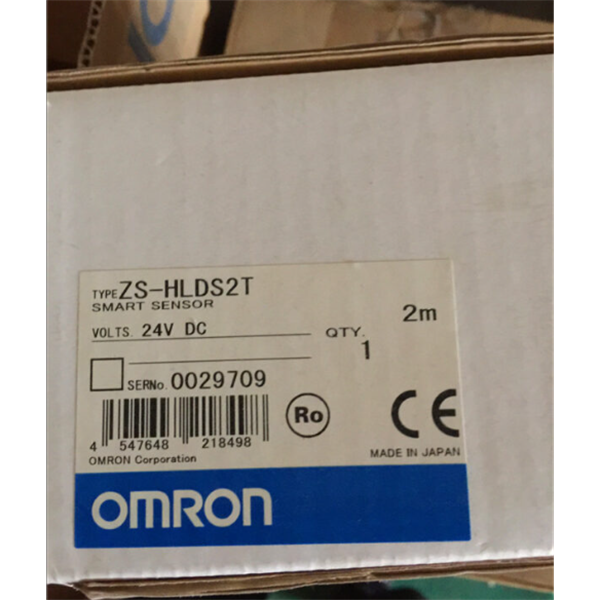 TYPE ZS-HLDS2T
SMART SENSOR
2m
VOLTS. 24V DC
QTY.
1
SERNo. 0029709
Ro
CE
4 547648 218498
OMRON Corporation
MADE IN JAPAN
OMRON